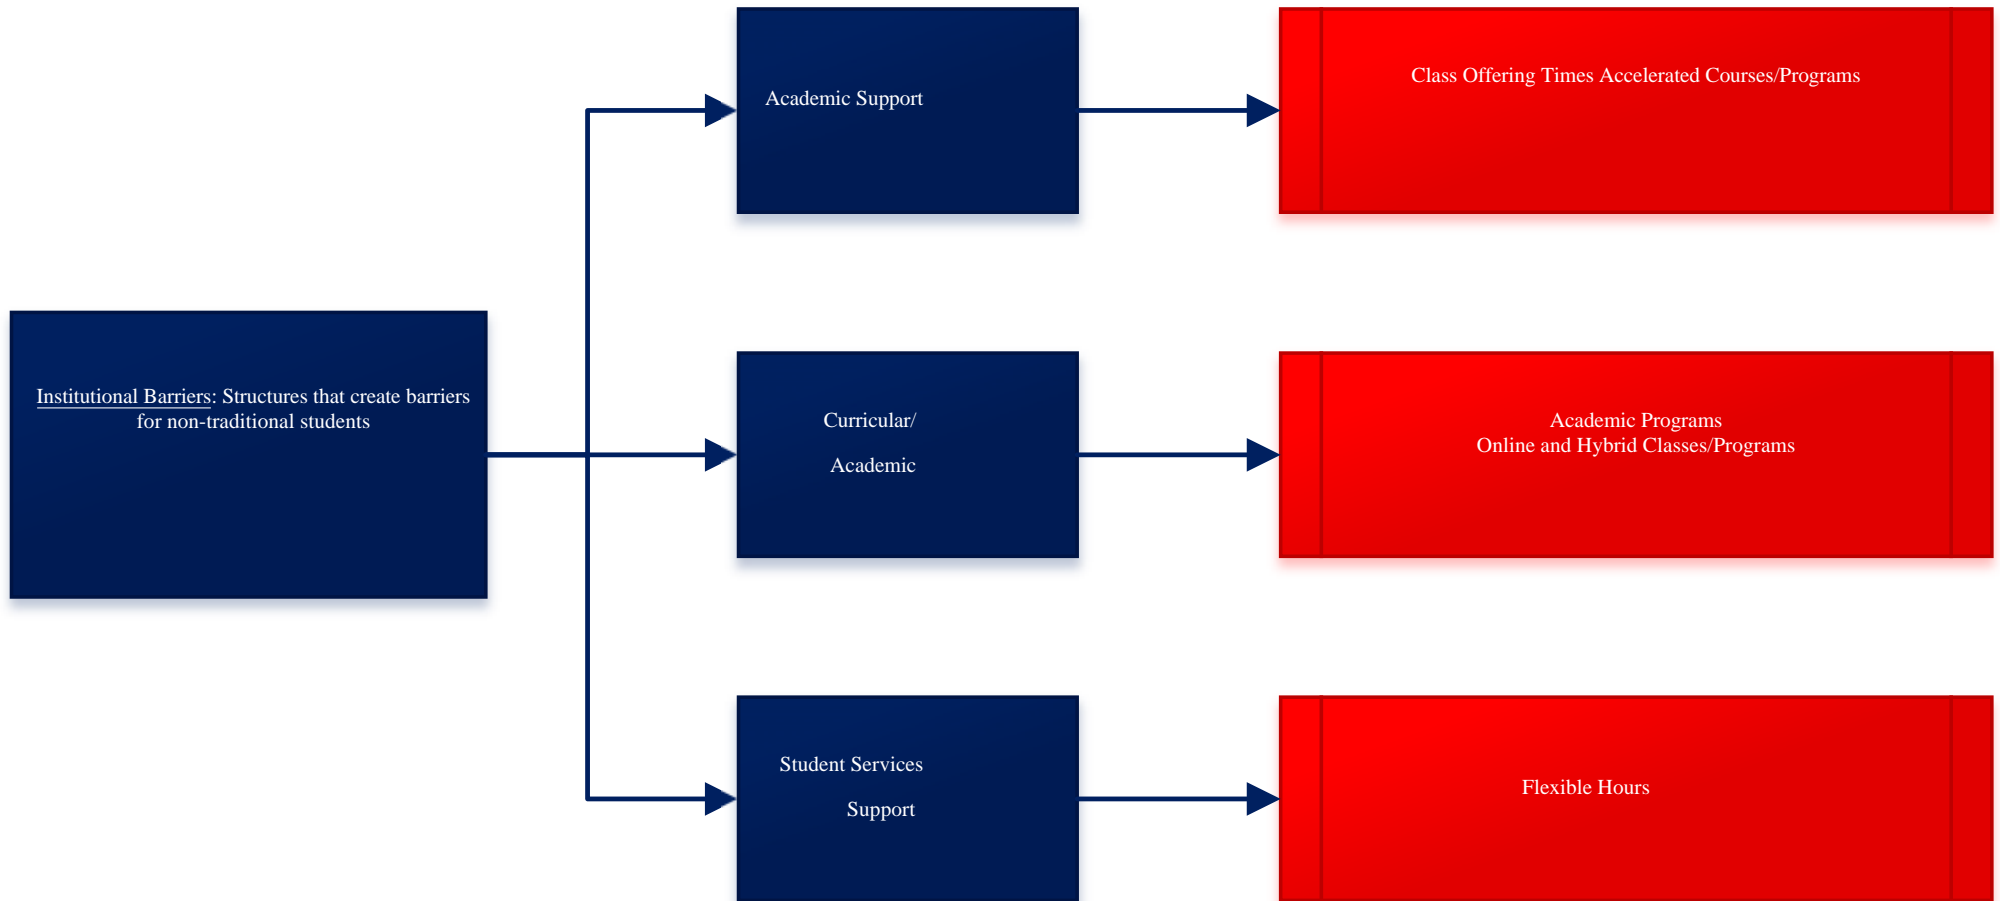 Institutional Barriers: Structures that create barriers
for non-traditional students
Academic Support
Class Offering Times Accelerated Courses/Programs
Curricular/
Academic
Academic Programs
Online and Hybrid Classes/Programs
Student Services
Support
Flexible Hours